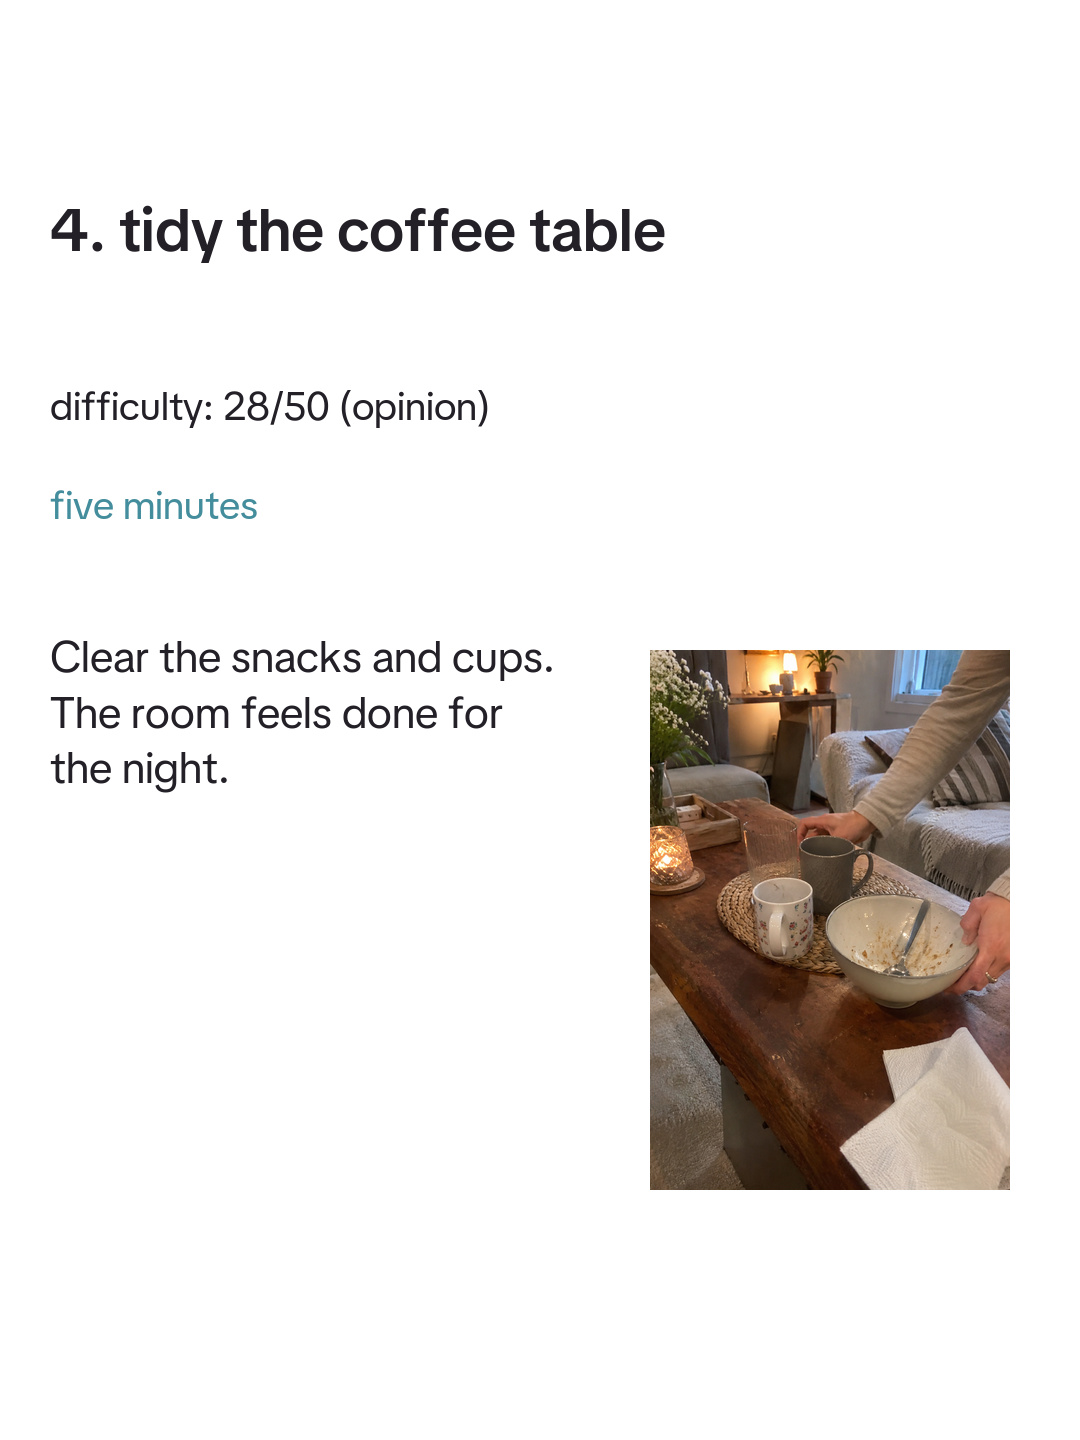 4. tidy the coffee table
difficulty: 28/50 (opinion)
five minutes
Clear the snacks and cups.
The room feels done for
the night.